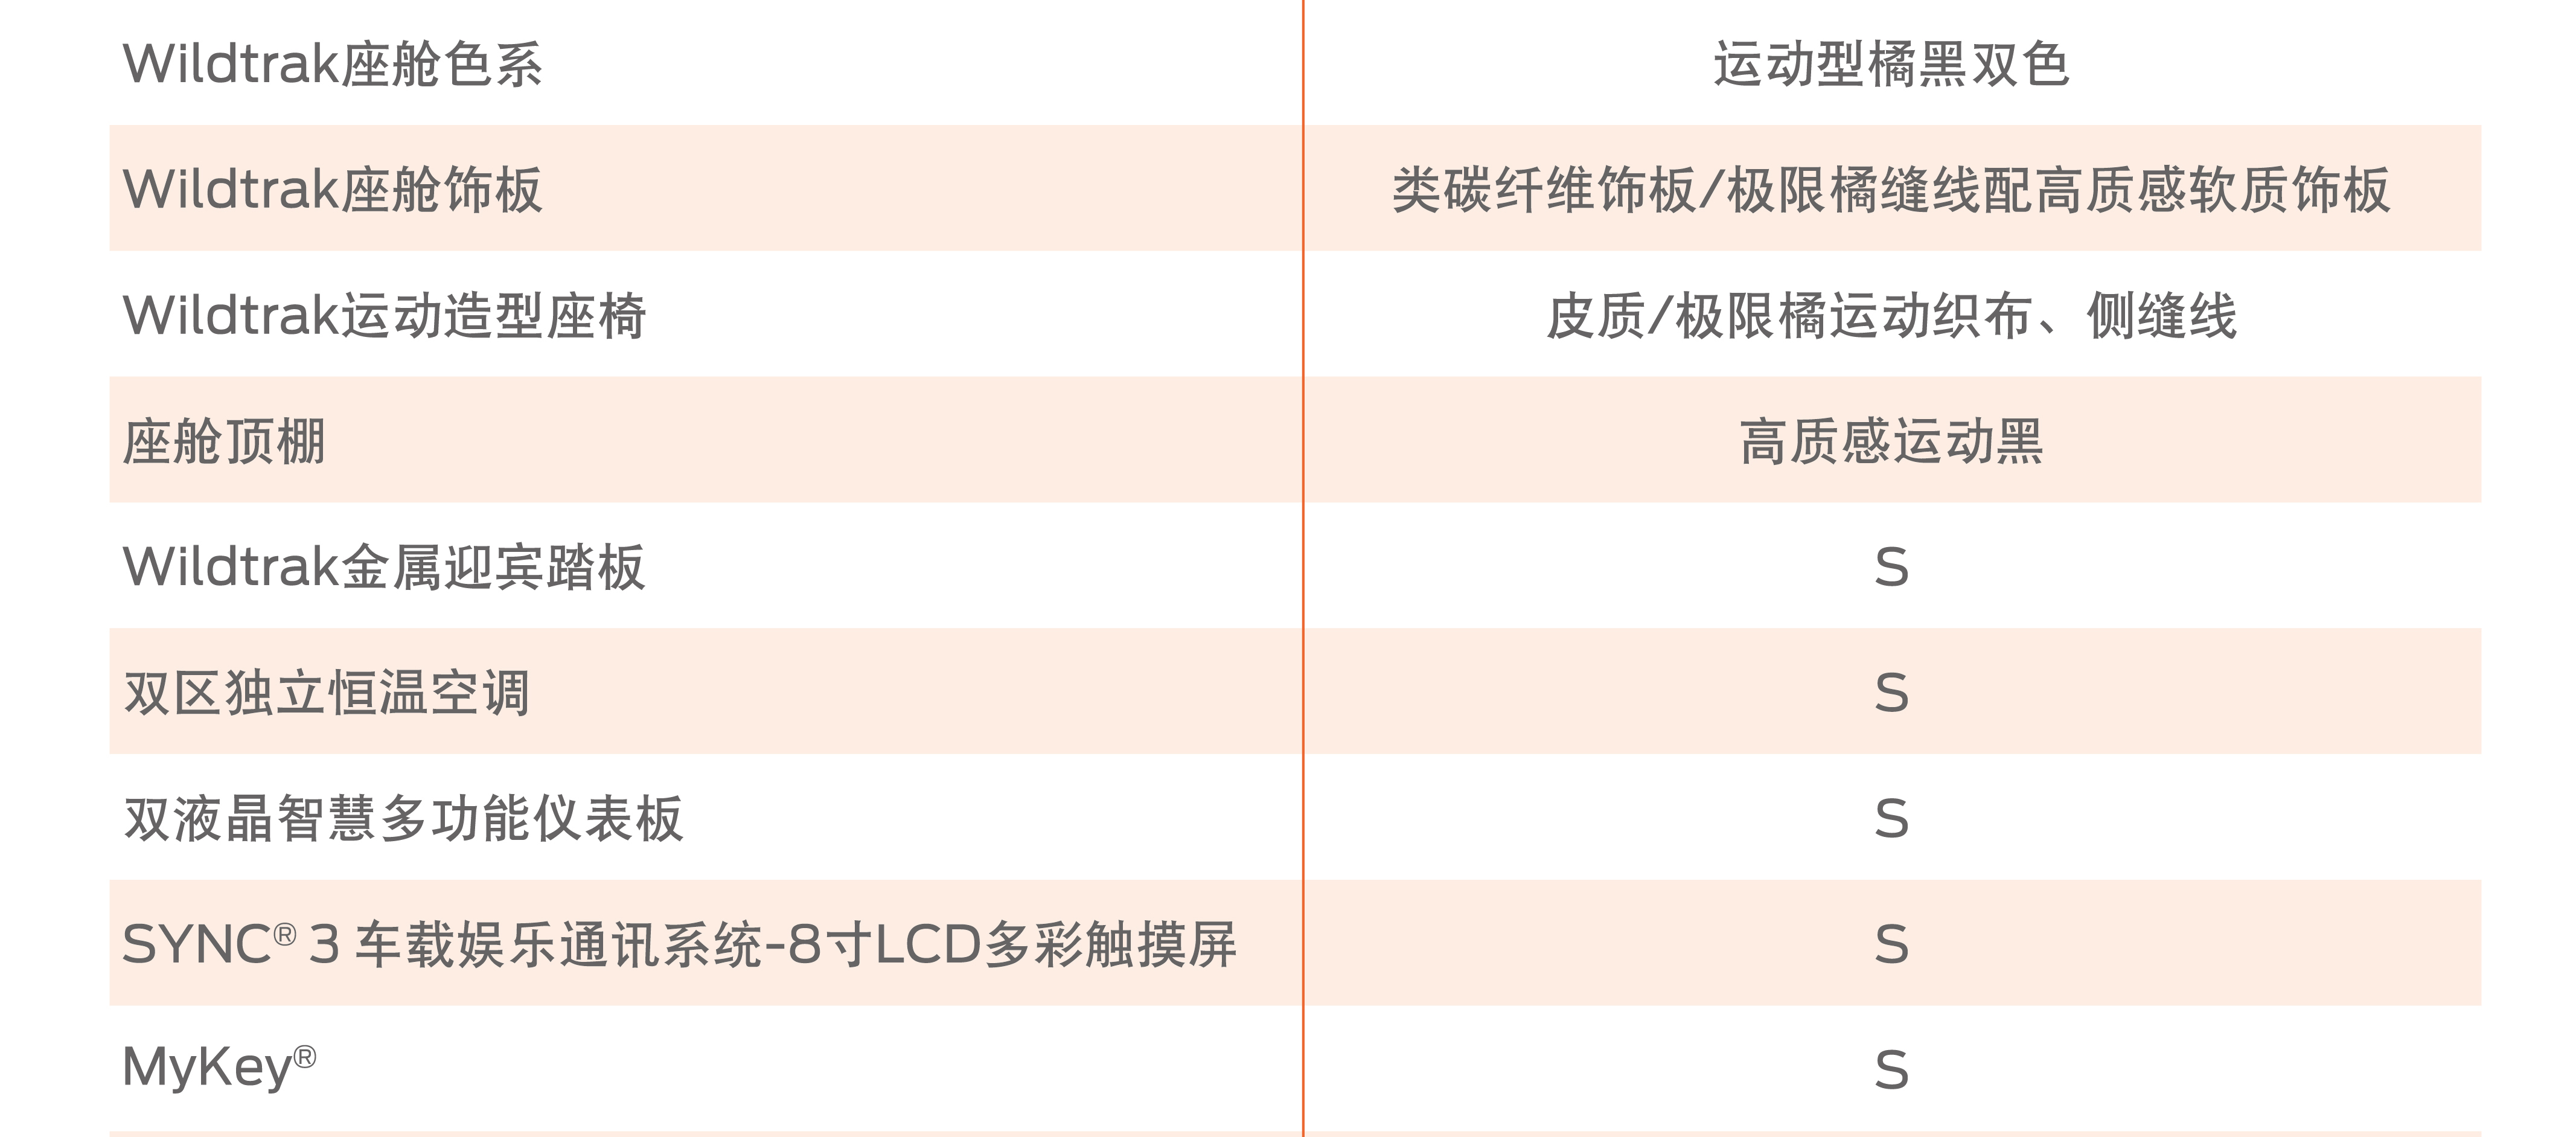 Wildtrak座舱色系 运动型橘黑双色
Wildtrak座舱饰板 类碳纤维饰板/极限橘缝线配高质感软质饰板
Wildtrak运动造型座椅 皮质/极限橘运动织布、侧缝线
座舱顶棚 高质感运动黑
Wildtrak金属迎宾踏板 S
双区独立恒温空调 S
双液晶智慧多功能仪表板 S
SYNC® 3 车载娱乐通讯系统-8寸LCD多彩触摸屏 S
MyKey® S